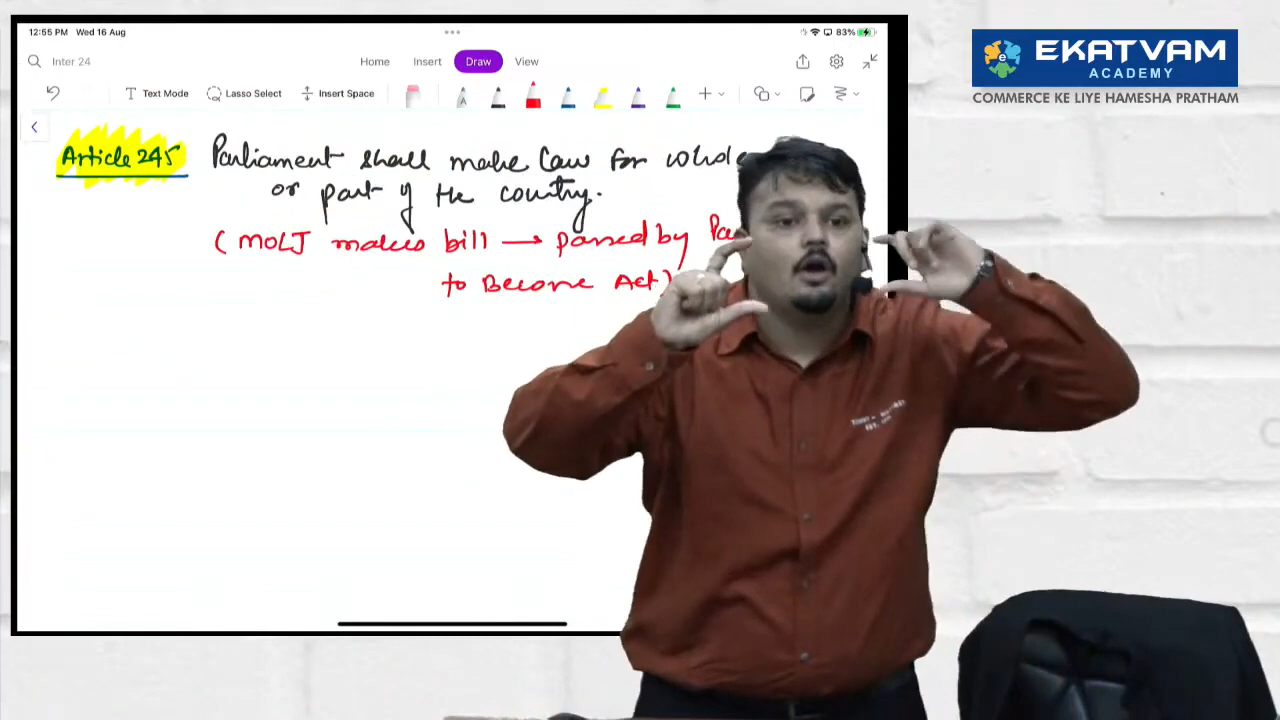 12:55 PM Wed 16 Aug
83%
Inter 24
Home Insert Draw View
Text Mode Lasso Select Insert Space
EKATVAM
ACADEMY
COMMERCE KE LIYE HAMESHA PRATHAM
Article 245 Parliament shall make law for whole
or part of the country.
(MOLJ makes bill → passed by
to Become Act)